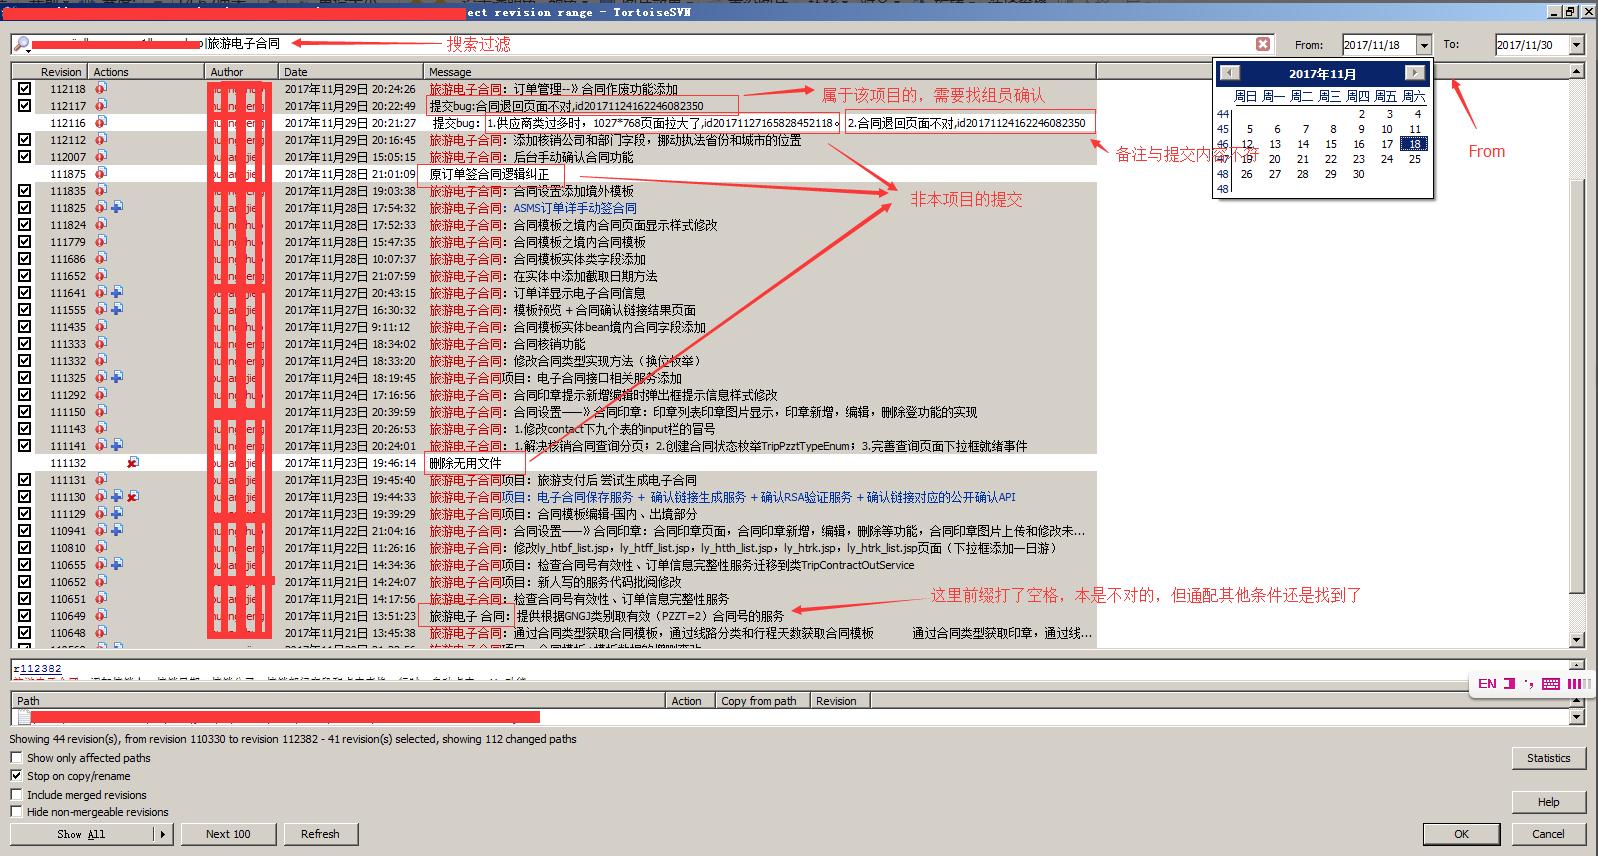 ect revision range - TortoiseSVN
p|旅游电子合同
搜索过滤
From: 2017/11/18 To: 2017/11/30
Revision Actions Author Date Message
112118 2017年11月29日 20:24:26 旅游电子合同：订单管理--》合同作废功能添加
112117 2017年11月29日 20:22:49 提交bug:合同退回页面不对,id20171124162246082350
属于该项目的，需要找组员确认
112116 2017年11月29日 20:21:27 提交bug：1.供应商类过多时，1027*768页面拉大了,id20171127165828452118。 2.合同退回页面不对,id20171124162246082350
112112 2017年11月29日 20:16:45 旅游电子合同：添加核销公司和部门字段，挪动执法省份和城市的位置
备注与提交内容不符
112007 2017年11月29日 15:05:15 旅游电子合同：后台手动确认合同功能
111875 2017年11月28日 21:01:09 原订单签合同逻辑纠正
111835 2017年11月28日 19:03:38 旅游电子合同：合同设置添加境外模板
非本项目的提交
111825 2017年11月28日 17:54:32 旅游电子合同：ASMS订单详手动签合同
111824 2017年11月28日 17:52:33 旅游电子合同：合同模板之境内合同页面显示样式修改
111779 2017年11月28日 15:47:35 旅游电子合同：合同模板之境内合同模板
111686 2017年11月28日 10:07:37 旅游电子合同：合同模板实体类字段添加
111652 2017年11月27日 21:07:59 旅游电子合同：在实体中添加截取日期方法
111641 2017年11月27日 20:43:15 旅游电子合同：订单详显示电子合同信息
111555 2017年11月27日 16:30:32 旅游电子合同：模板预览 + 合同确认链接结果页面
111435 2017年11月27日 9:11:12 旅游电子合同：合同模板实体bean境内合同字段添加
111333 2017年11月24日 18:34:02 旅游电子合同：合同核销功能
111332 2017年11月24日 18:33:20 旅游电子合同：修改合同类型实现方法（换位枚举）
111325 2017年11月24日 18:19:45 旅游电子合同项目：电子合同接口相关服务添加
111292 2017年11月24日 17:16:56 旅游电子合同：合同印章提示新增编辑时弹出框提示信息样式修改
111150 2017年11月23日 20:39:59 旅游电子合同：合同设置——》合同印章：印章列表印章图片显示，印章新增，编辑，删除登功能的实现
111143 2017年11月23日 20:26:53 旅游电子合同：1.修改contact下九个表的input栏的冒号
111141 2017年11月23日 20:24:01 旅游电子合同：1.解决核销合同查询分页；2.创建合同状态枚举TripPzztTypeEnum；3.完善查询页面下拉框就绪事件
111132 2017年11月23日 19:46:14 删除无用文件
111131 2017年11月23日 19:45:40 旅游电子合同项目：旅游支付后 尝试生成电子合同
111130 2017年11月23日 19:44:33 旅游电子合同项目：电子合同保存服务 + 确认链接生成服务 +确认RSA验证服务 +确认链接对应的公开确认API
111129 2017年11月23日 19:39:29 旅游电子合同项目：合同模板编辑-国内、出境部分
110941 2017年11月22日 21:04:16 旅游电子合同：合同设置——》合同印章：合同印章页面，合同印章新增，编辑，删除等功能，合同印章图片上传和修改未...
110810 2017年11月22日 11:26:16 旅游电子合同：修改ly_htbf_list.jsp，ly_htff_list.jsp，ly_htth_list.jsp，ly_htrk.jsp，ly_htrk_list.jsp页面（下拉框添加一日游）
110655 2017年11月21日 14:34:36 旅游电子合同项目：检查合同号有效性、订单信息完整性服务迁移到类TripContractOutService
110652 2017年11月21日 14:24:07 旅游电子合同项目：新人写的服务代码批阅修改
110651 2017年11月21日 14:17:56 旅游电子合同：检查合同号有效性、订单信息完整性服务
这里前缀打了空格，本是不对的，但通配其他条件还是找到了
110649 2017年11月21日 13:51:23 旅游电子 合同：提供根据GNGJ类别取有效（PZZT=2）合同号的服务
110648 2017年11月21日 13:45:38 旅游电子合同：通过合同类型获取合同模板，通过线路分类和行程天数获取合同模板 通过合同类型获取印章，通过线...
2017年11月
周日 周一 周二 周三 周四 周五 周六
44 2 3 4
45 5 6 7 8 9 10 11
46 12 13 14 15 16 17 18
47 19 20 21 22 23 24 25
48 26 27 28 29 30
48
From
r112382
EN
Path Action Copy from path Revision
Showing 44 revision(s), from revision 110330 to revision 112382 - 41 revision(s) selected, showing 112 changed paths
Show only affected paths
Stop on copy/rename
Include merged revisions
Hide non-mergeable revisions
Statistics
Help
Show All Next 100 Refresh OK Cancel